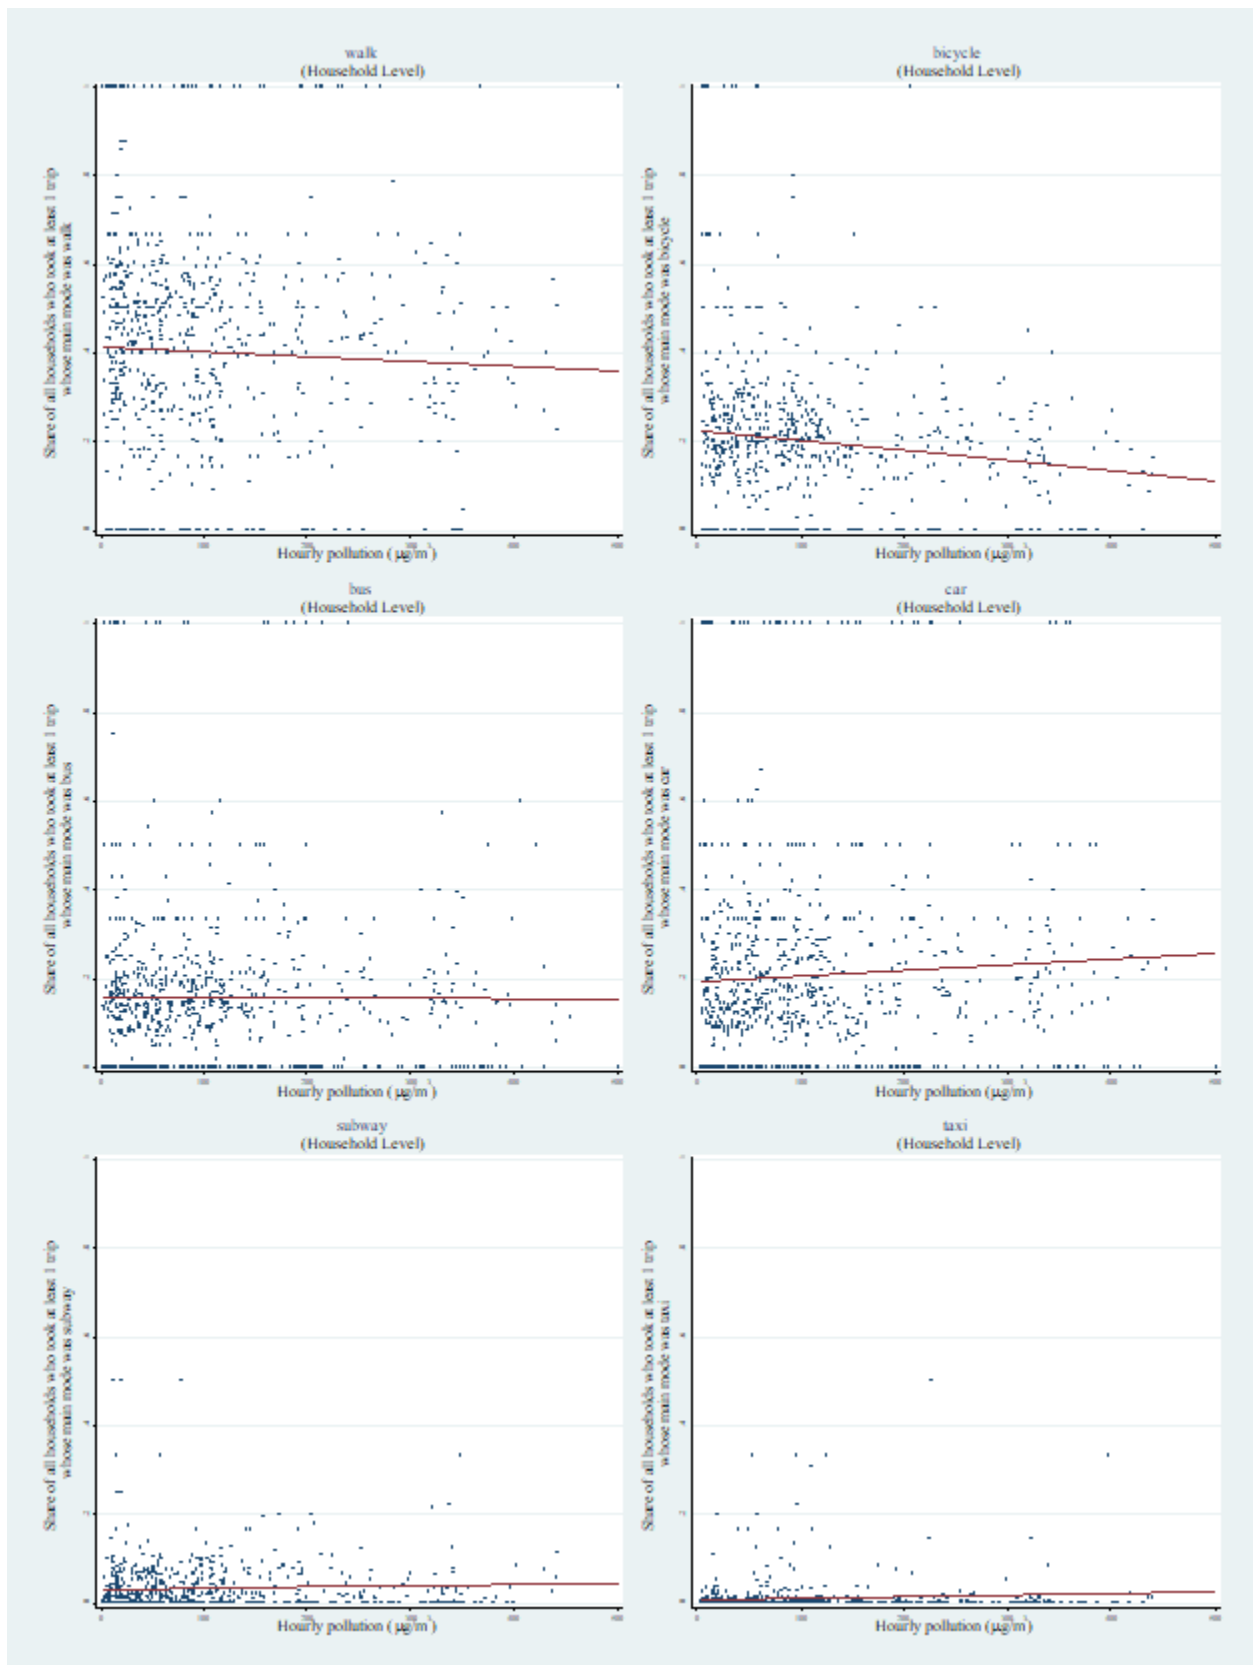 walk
(Household Level)
Share of all households who took at least 1 trip
whose main mode was walk
0
100
400
Hourly pollution (μg/m³)
bicycle
(Household Level)
Share of all households who took at least 1 trip
whose main mode was bicycle
Hourly pollution (μg/m³)
bus
(Household Level)
Share of all households who took at least 1 trip
whose main mode was bus
Hourly pollution (μg/m³)
car
(Household Level)
Share of all households who took at least 1 trip
whose main mode was car
Hourly pollution (μg/m³)
subway
(Household Level)
Share of all households who took at least 1 trip
whose main mode was subway
Hourly pollution (μg/m³)
taxi
(Household Level)
Share of all households who took at least 1 trip
whose main mode was taxi
Hourly pollution (μg/m³)